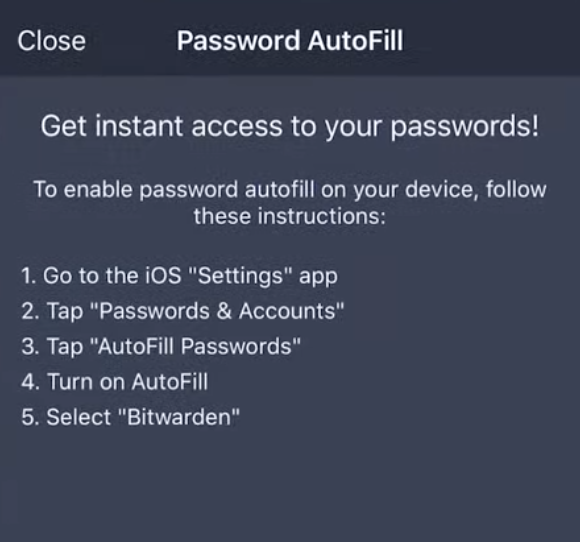 Close
Password AutoFill
Get instant access to your passwords!
To enable password autofill on your device, follow
these instructions:
1. Go to the iOS "Settings" app
2. Tap "Passwords & Accounts"
3. Tap "AutoFill Passwords"
4. Turn on AutoFill
5. Select "Bitwarden"